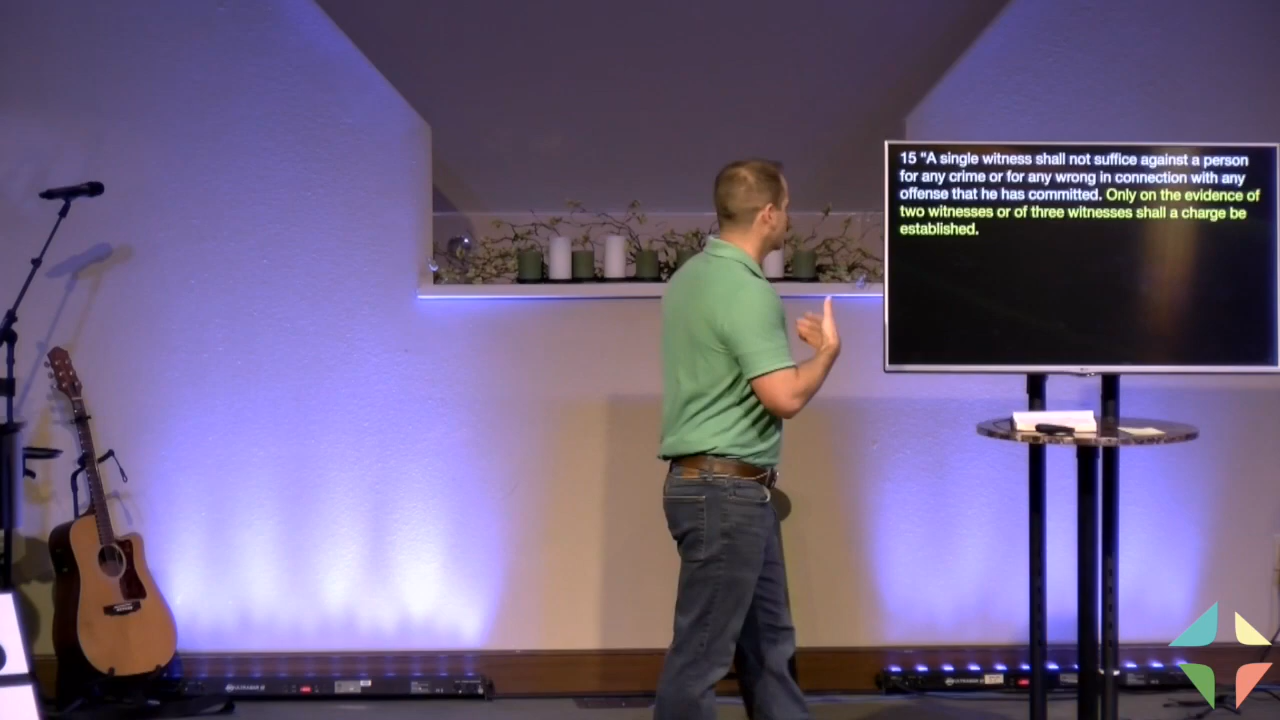 15 “A single witness shall not suffice against a person
for any crime or for any wrong in connection with any
offense that he has committed. Only on the evidence of
two witnesses or of three witnesses shall a charge be
established.